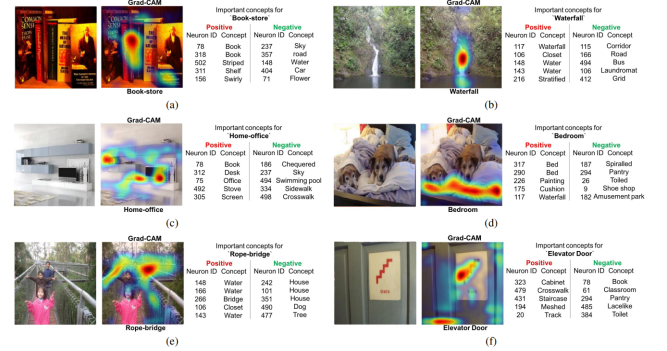 Grad-CAM
Book-store
Important concepts for
`Book-store`
Positive Negative
Neuron ID Concept Neuron ID Concept
78 Book 237 Sky
318 Book 357 road
502 Striped 148 Water
311 Shelf 404 Car
156 Swirly 71 Flower
(a)
Grad-CAM
Waterfall
Important concepts for
`Waterfall`
Positive Negative
Neuron ID Concept Neuron ID Concept
117 Waterfall 115 Corridor
106 Closet 166 Road
148 Water 494 Bus
143 Water 106 Laundromat
216 Stratified 412 Grid
(b)
Grad-CAM
Home-office
Important concepts for
`Home-office`
Positive Negative
Neuron ID Concept Neuron ID Concept
78 Book 186 Chequered
312 Desk 237 Sky
75 Office 494 Swimming pool
492 Stove 334 Sidewalk
305 Screen 498 Crosswalk
(c)
Grad-CAM
Bedroom
Important concepts for
`Bedroom`
Positive Negative
Neuron ID Concept Neuron ID Concept
317 Bed 187 Spiralled
290 Bed 294 Pantry
226 Painting 26 Toiled
175 Cushion 9 Shoe shop
117 Waterfall 182 Amusement park
(d)
Grad-CAM
Rope-bridge
Important concepts for
`Rope-bridge`
Positive Negative
Neuron ID Concept Neuron ID Concept
148 Water 242 House
166 Water 101 House
266 Bridge 351 House
106 Closet 490 Dog
143 Water 477 Tree
(e)
Grad-CAM
Elevator Door
Important concepts for
`Elevator Door`
Positive Negative
Neuron ID Concept Neuron ID Concept
323 Cabinet 78 Book
479 Crosswalk 61 Classroom
431 Staircase 294 Pantry
194 Meshed 485 Lacelike
20 Track 384 Toilet
(f)